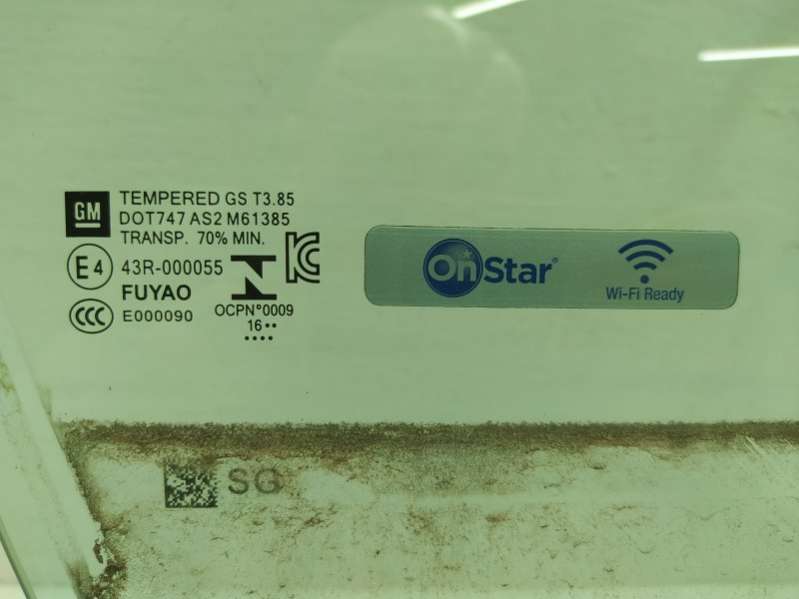 GM
TEMPERED GS T3.85
DOT747 AS2 M61385
TRANSP. 70% MIN.
E4 43R-000055
FUYAO
CCC E000090
KC
OCPN°0009
16••
••••
OnStar®
Wi-Fi Ready
SG